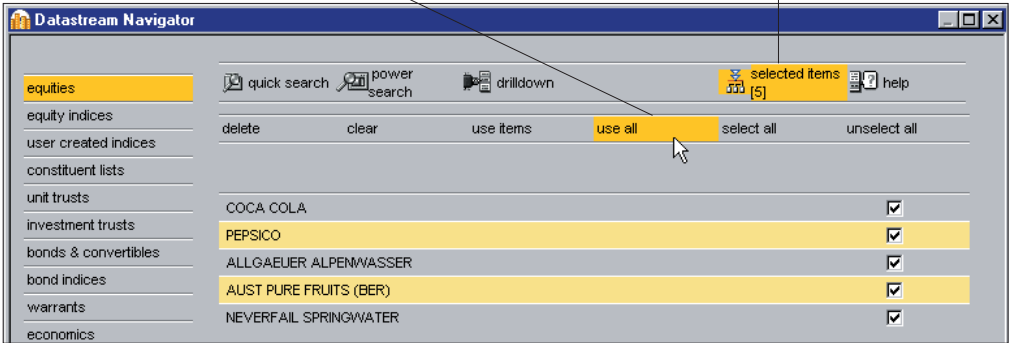 Datastream Navigator
equities
equity indices
user created indices
constituent lists
unit trusts
investment trusts
bonds & convertibles
bond indices
warrants
economics
quick search
power
search
drilldown
selected items
[5]
help
delete clear use items use all select all unselect all
COCA COLA
PEPSICO
ALLGAEUER ALPENWASSER
AUST PURE FRUITS (BER)
NEVERFAIL SPRINGWATER